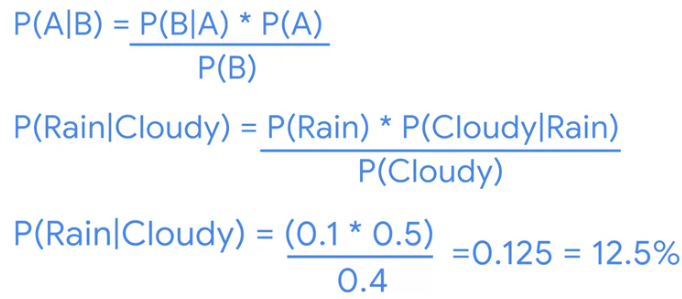 P(A|B) = P(B|A) * P(A)
P(B)
P(Rain|Cloudy) = P(Rain) * P(Cloudy|Rain)
P(Cloudy)
P(Rain|Cloudy) = (0.1 * 0.5) =0.125 = 12.5%
0.4